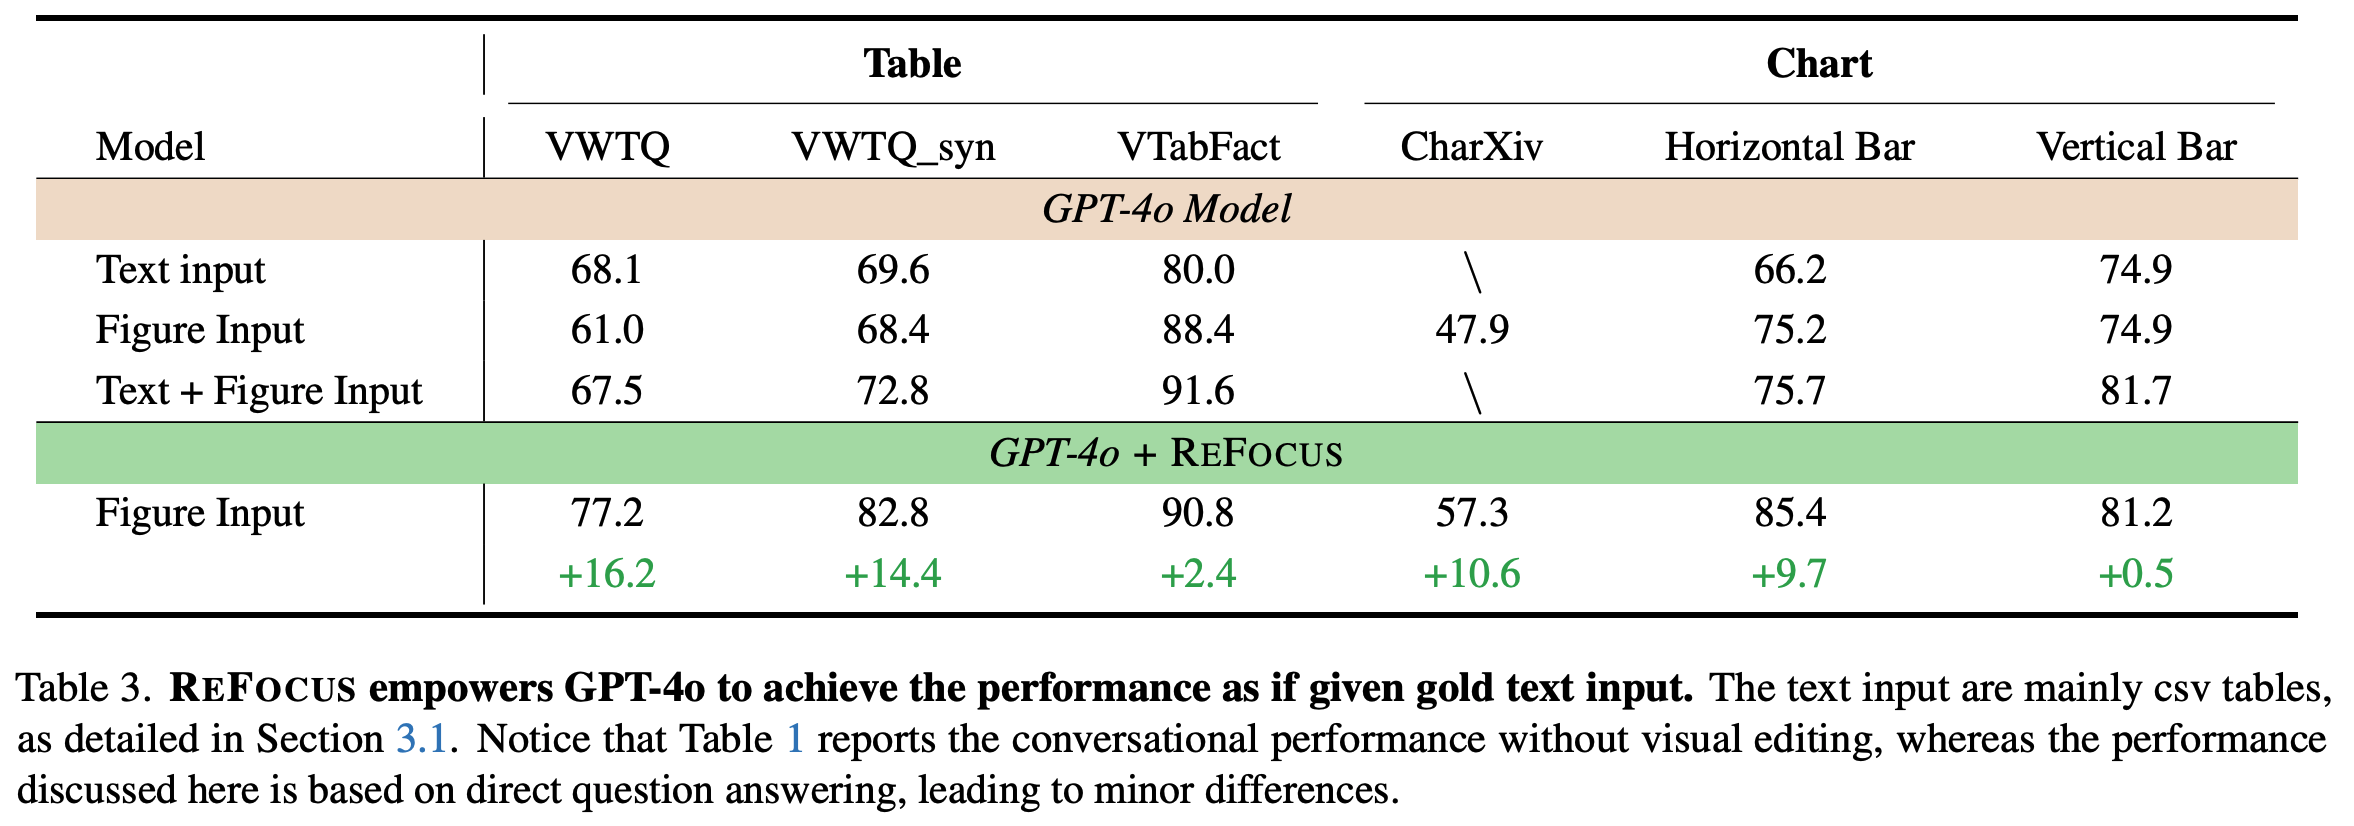 Table Chart
Model VWTQ VWTQ_syn VTabFact CharXiv Horizontal Bar Vertical Bar
GPT-4o Model
Text input 68.1 69.6 80.0 \ 66.2 74.9
Figure Input 61.0 68.4 88.4 47.9 75.2 74.9
Text + Figure Input 67.5 72.8 91.6 \ 75.7 81.7
GPT-4o + REFOCUS
Figure Input 77.2 82.8 90.8 57.3 85.4 81.2
+16.2 +14.4 +2.4 +10.6 +9.7 +0.5
Table 3. REFOCUS empowers GPT-4o to achieve the performance as if given gold text input. The text input are mainly csv tables,
as detailed in Section 3.1. Notice that Table 1 reports the conversational performance without visual editing, whereas the performance
discussed here is based on direct question answering, leading to minor differences.